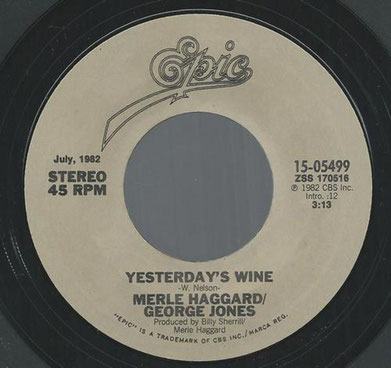 Epic
July, 1982
STEREO
45 RPM
15-05499
ZSS 170516
℗ 1982 CBS Inc.
Intro. :12
3:13
YESTERDAY'S WINE
-W. Nelson-
MERLE HAGGARD/
GEORGE JONES
Produced by Billy Sherrill/
Merle Haggard
"EPIC" IS A TRADEMARK OF CBS INC./MARCA REG.